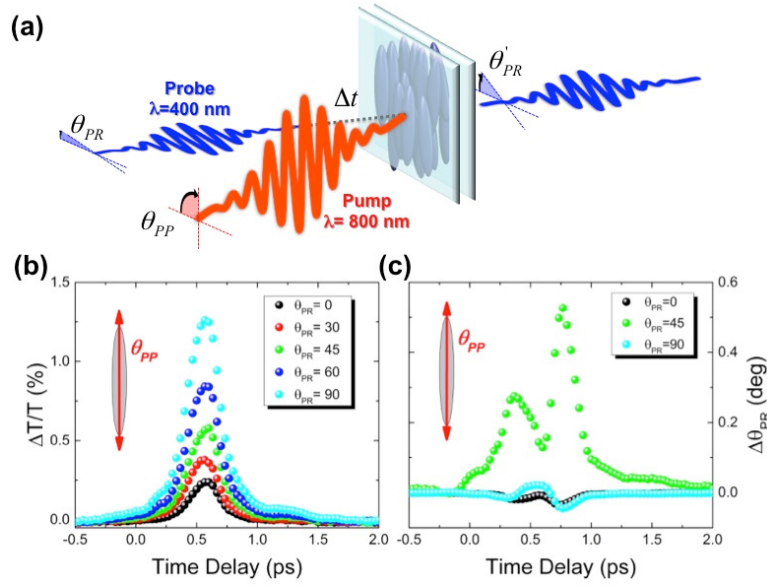 (a)
Probe
λ=400 nm
θPR
Δt
θ'PR
θPP
Pump
λ= 800 nm
(b)
(c)
1.5
1.0
0.5
0.0
ΔT/T (%)
θPP
θPR= 0
θPR= 30
θPR= 45
θPR= 60
θPR= 90
-0.5 0.0 0.5 1.0 1.5 2.0
Time Delay (ps)
θPP
θPR=0
θPR=45
θPR=90
0.6
0.4
0.2
0.0
ΔθPR (deg)
-0.5 0.0 0.5 1.0 1.5 2.0
Time Delay (ps)